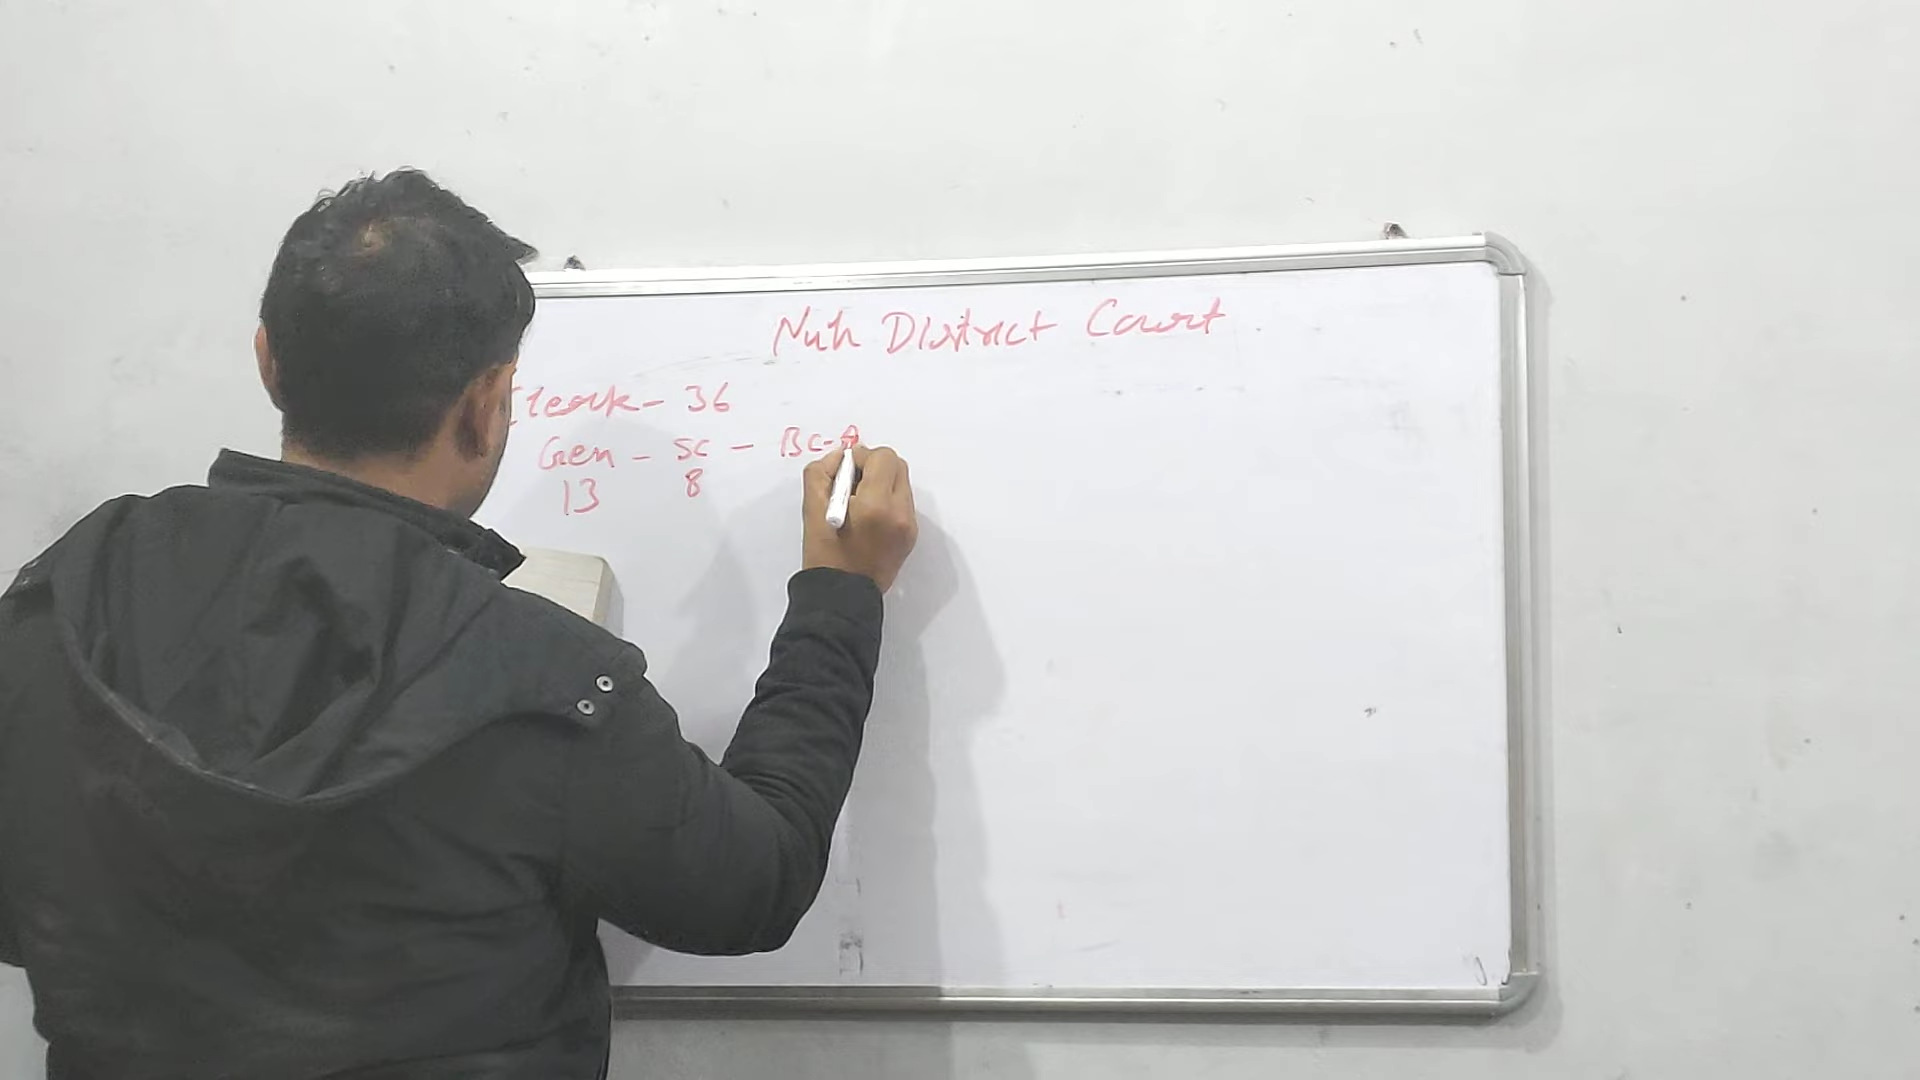 Nuh District Court
Clerk - 36
Gen - SC - BC-A
13 8